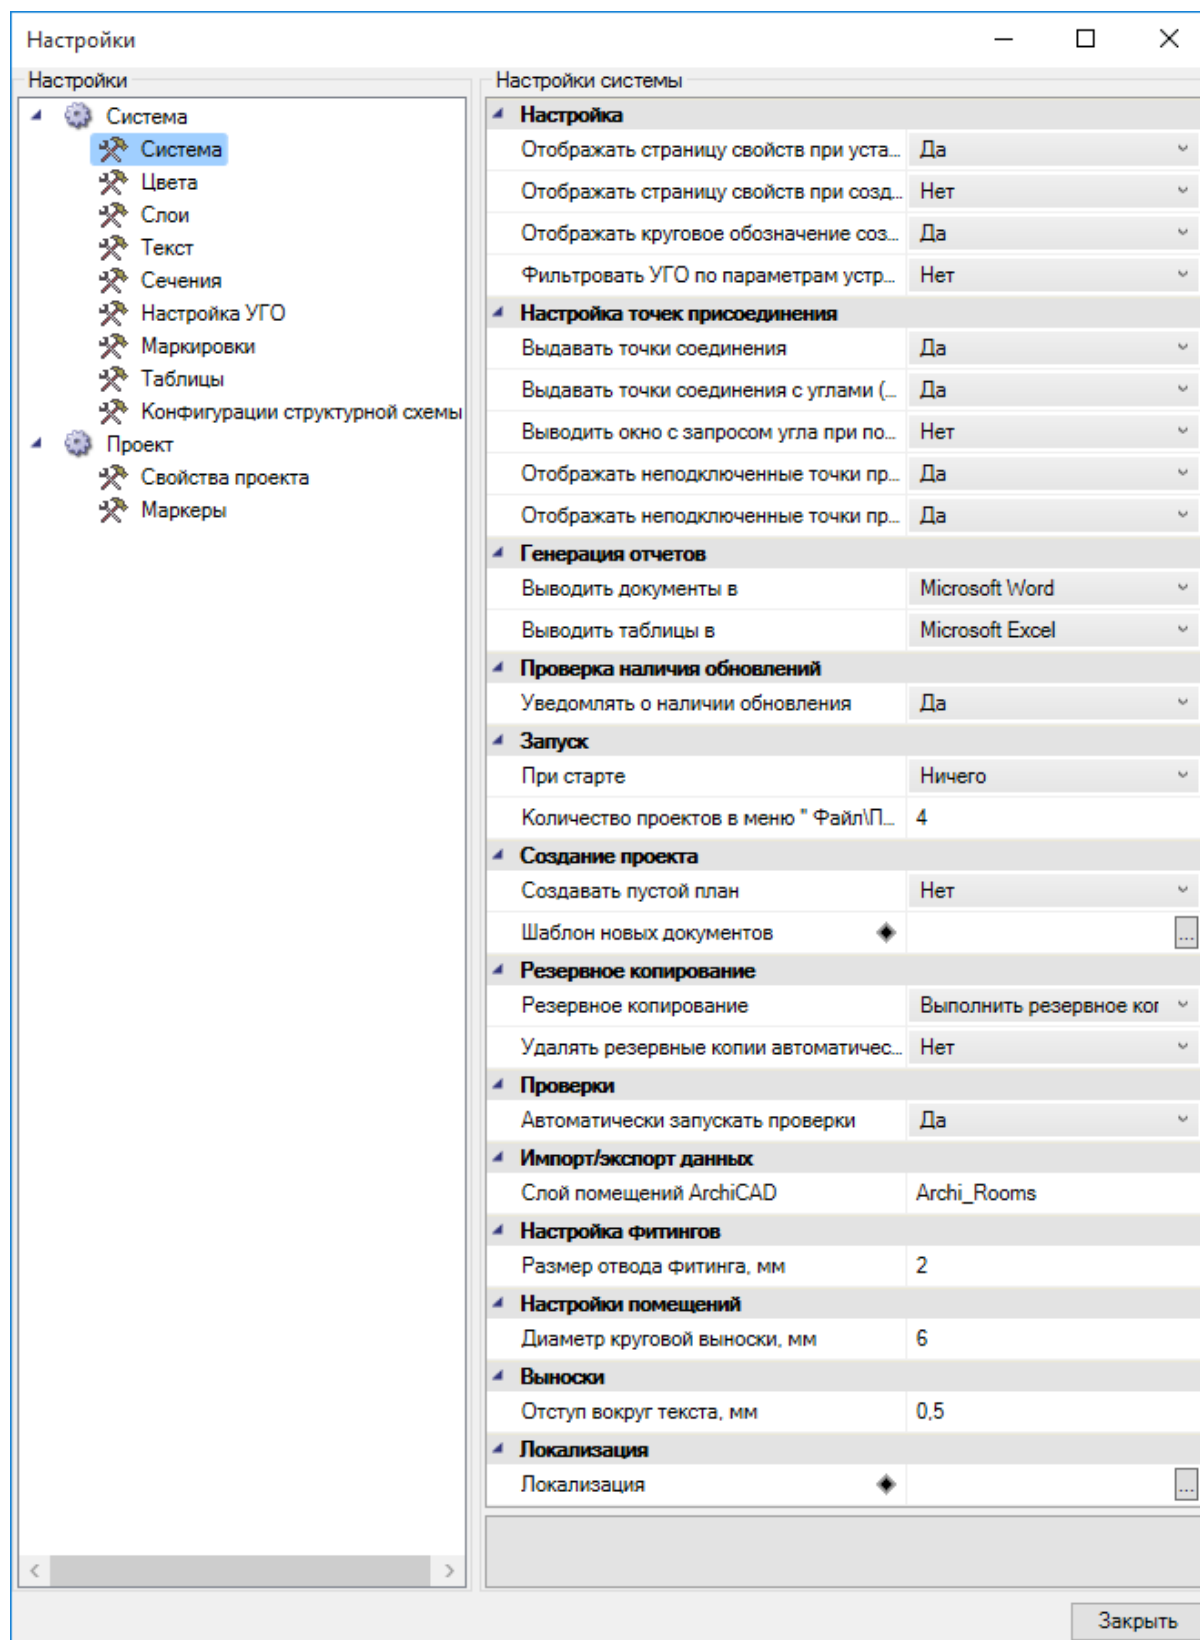 Настройки
Настройки
Система
Система
Цвета
Слои
Текст
Сечения
Настройка УГО
Маркировки
Таблицы
Конфигурации структурной схемы
Проект
Свойства проекта
Маркеры
Настройки системы
Настройка
Отображать страницу свойств при уста... Да
Отображать страницу свойств при созд... Нет
Отображать круговое обозначение соз... Да
Фильтровать УГО по параметрам устр... Нет
Настройка точек присоединения
Выдавать точки соединения Да
Выдавать точки соединения с углами (... Да
Выводить окно с запросом угла при по... Нет
Отображать неподключенные точки пр... Да
Отображать неподключенные точки пр... Да
Генерация отчетов
Выводить документы в Microsoft Word
Выводить таблицы в Microsoft Excel
Проверка наличия обновлений
Уведомлять о наличии обновления Да
Запуск
При старте Ничего
Количество проектов в меню " Файл\П... 4
Создание проекта
Создавать пустой план Нет
Шаблон новых документов ...
Резервное копирование
Резервное копирование Выполнить резервное коп
Удалять резервные копии автоматичес... Нет
Проверки
Автоматически запускать проверки Да
Импорт/экспорт данных
Слой помещений ArchiCAD Archi_Rooms
Настройка фитингов
Размер отвода фитинга, мм 2
Настройки помещений
Диаметр круговой выноски, мм 6
Выноски
Отступ вокруг текста, мм 0,5
Локализация
Локализация ...
Закрыть